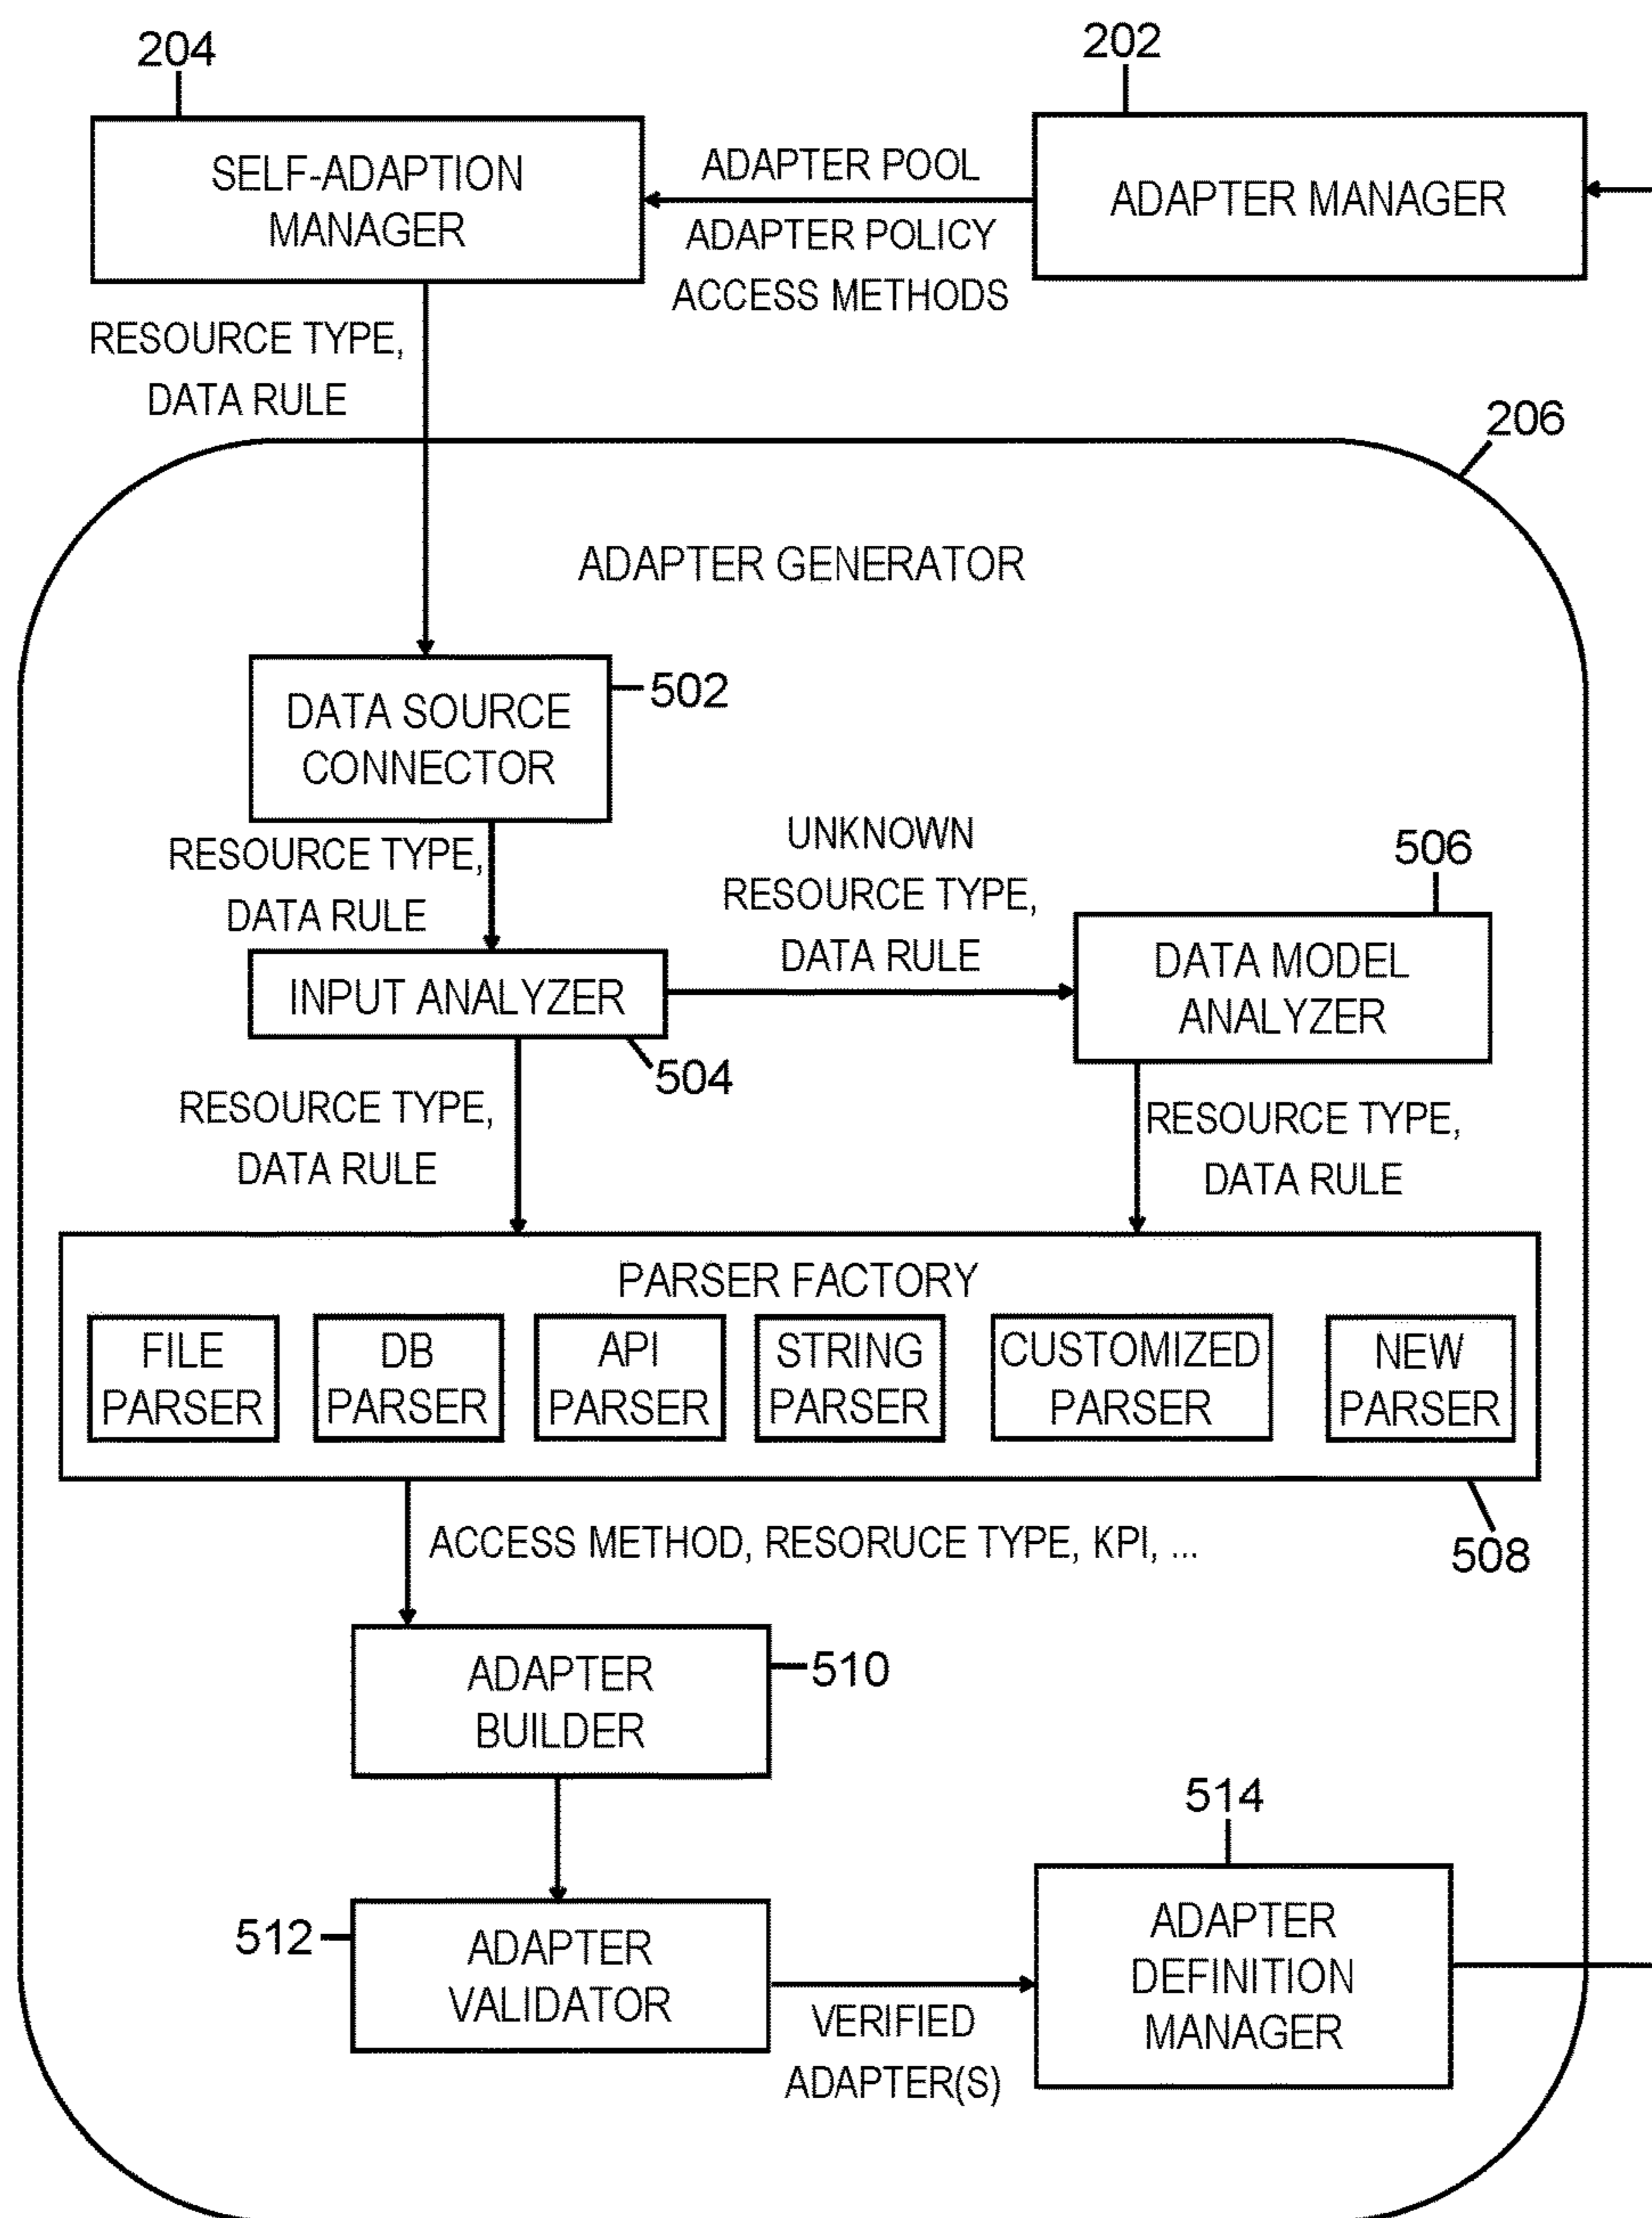 204
202
SELF-ADAPTION
MANAGER
ADAPTER POOL
ADAPTER POLICY
ACCESS METHODS
ADAPTER MANAGER
RESOURCE TYPE,
DATA RULE
206
ADAPTER GENERATOR
DATA SOURCE
CONNECTOR
502
RESOURCE TYPE,
DATA RULE
UNKNOWN
RESOURCE TYPE,
DATA RULE
506
INPUT ANALYZER
504
DATA MODEL
ANALYZER
RESOURCE TYPE,
DATA RULE
RESOURCE TYPE,
DATA RULE
PARSER FACTORY
FILE
PARSER
DB
PARSER
API
PARSER
STRING
PARSER
CUSTOMIZED
PARSER
NEW
PARSER
508
ACCESS METHOD, RESORUCE TYPE, KPI, ...
ADAPTER
BUILDER
510
514
512
ADAPTER
VALIDATOR
VERIFIED
ADAPTER(S)
ADAPTER
DEFINITION
MANAGER